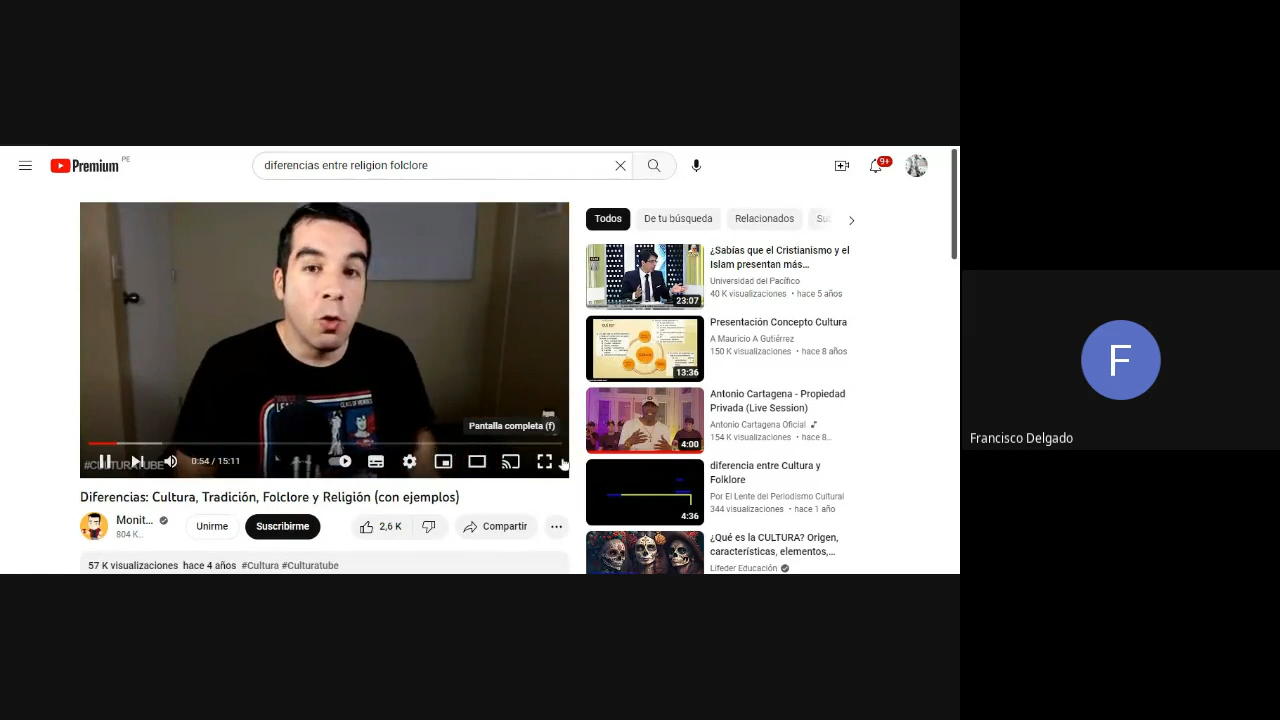 Premium PE
diferencias entre religion folclore
9+
Pantalla completa (f)
#CULTURATUBE
0:54 / 15:11
Diferencias: Cultura, Tradición, Folclore y Religión (con ejemplos)
Monit...
804 K..
Unirme
Suscribirme
2,6 K
Compartir
57 K visualizaciones hace 4 años #Cultura #Culturatube
Todos
De tu búsqueda
Relacionados
¿Sabías que el Cristianismo y el
Islam presentan más...
Universidad del Pacífico
40 K visualizaciones • hace 5 años
23:07
Presentación Concepto Cultura
A Mauricio A Gutiérrez
150 K visualizaciones • hace 8 años
13:36
Antonio Cartagena - Propiedad
Privada (Live Session)
Antonio Cartagena Oficial
154 K visualizaciones • hace 8...
4:00
diferencia entre Cultura y
Folklore
Por El Lente del Periodismo Cultural
344 visualizaciones • hace 1 año
4:36
¿Qué es la CULTURA? Origen,
características, elementos,...
Lifeder Educación
F
Francisco Delgado